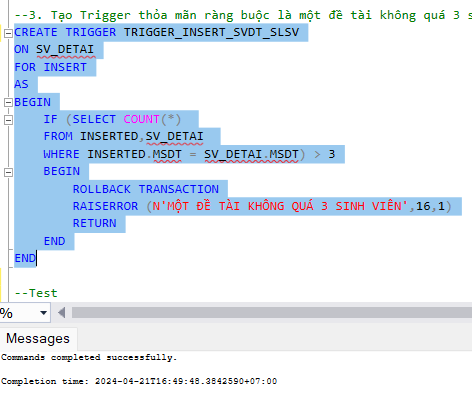 --3. Tạo Trigger thỏa mãn ràng buộc là một đề tài không quá 3 s
CREATE TRIGGER TRIGGER_INSERT_SVDT_SLSV
ON SV_DETAI
FOR INSERT
AS
BEGIN
IF (SELECT COUNT(*)
FROM INSERTED,SV_DETAI
WHERE INSERTED.MSDT = SV_DETAI.MSDT) > 3
BEGIN
ROLLBACK TRANSACTION
RAISERROR (N'MỘT ĐỀ TÀI KHÔNG QUÁ 3 SINH VIÊN',16,1)
RETURN
END
END
--Test
%
Messages
Commands completed successfully.
Completion time: 2024-04-21T16:49:48.3842590+07:00